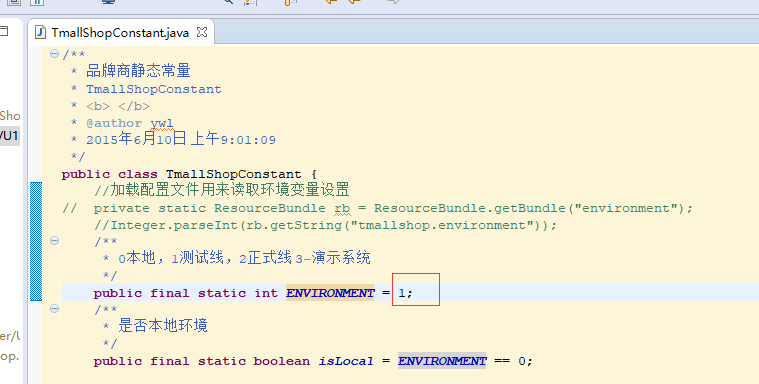 TmallShopConstant.java
/**
* 品牌商静态常量
* TmallShopConstant
* <b> </b>
* @author ywl
* 2015年6月10日 上午9:01:09
*/
public class TmallShopConstant {
//加载配置文件用来读取环境变量设置
// private static ResourceBundle rb = ResourceBundle.getBundle("environment");
//Integer.parseInt(rb.getString("tmallshop.environment"));
/**
* 0本地，1测试线，2正式线 3-演示系统
*/
public final static int ENVIRONMENT = 1;
/**
* 是否本地环境
*/
public final static boolean isLocal = ENVIRONMENT == 0;
Sho
/U1
er/U
op.